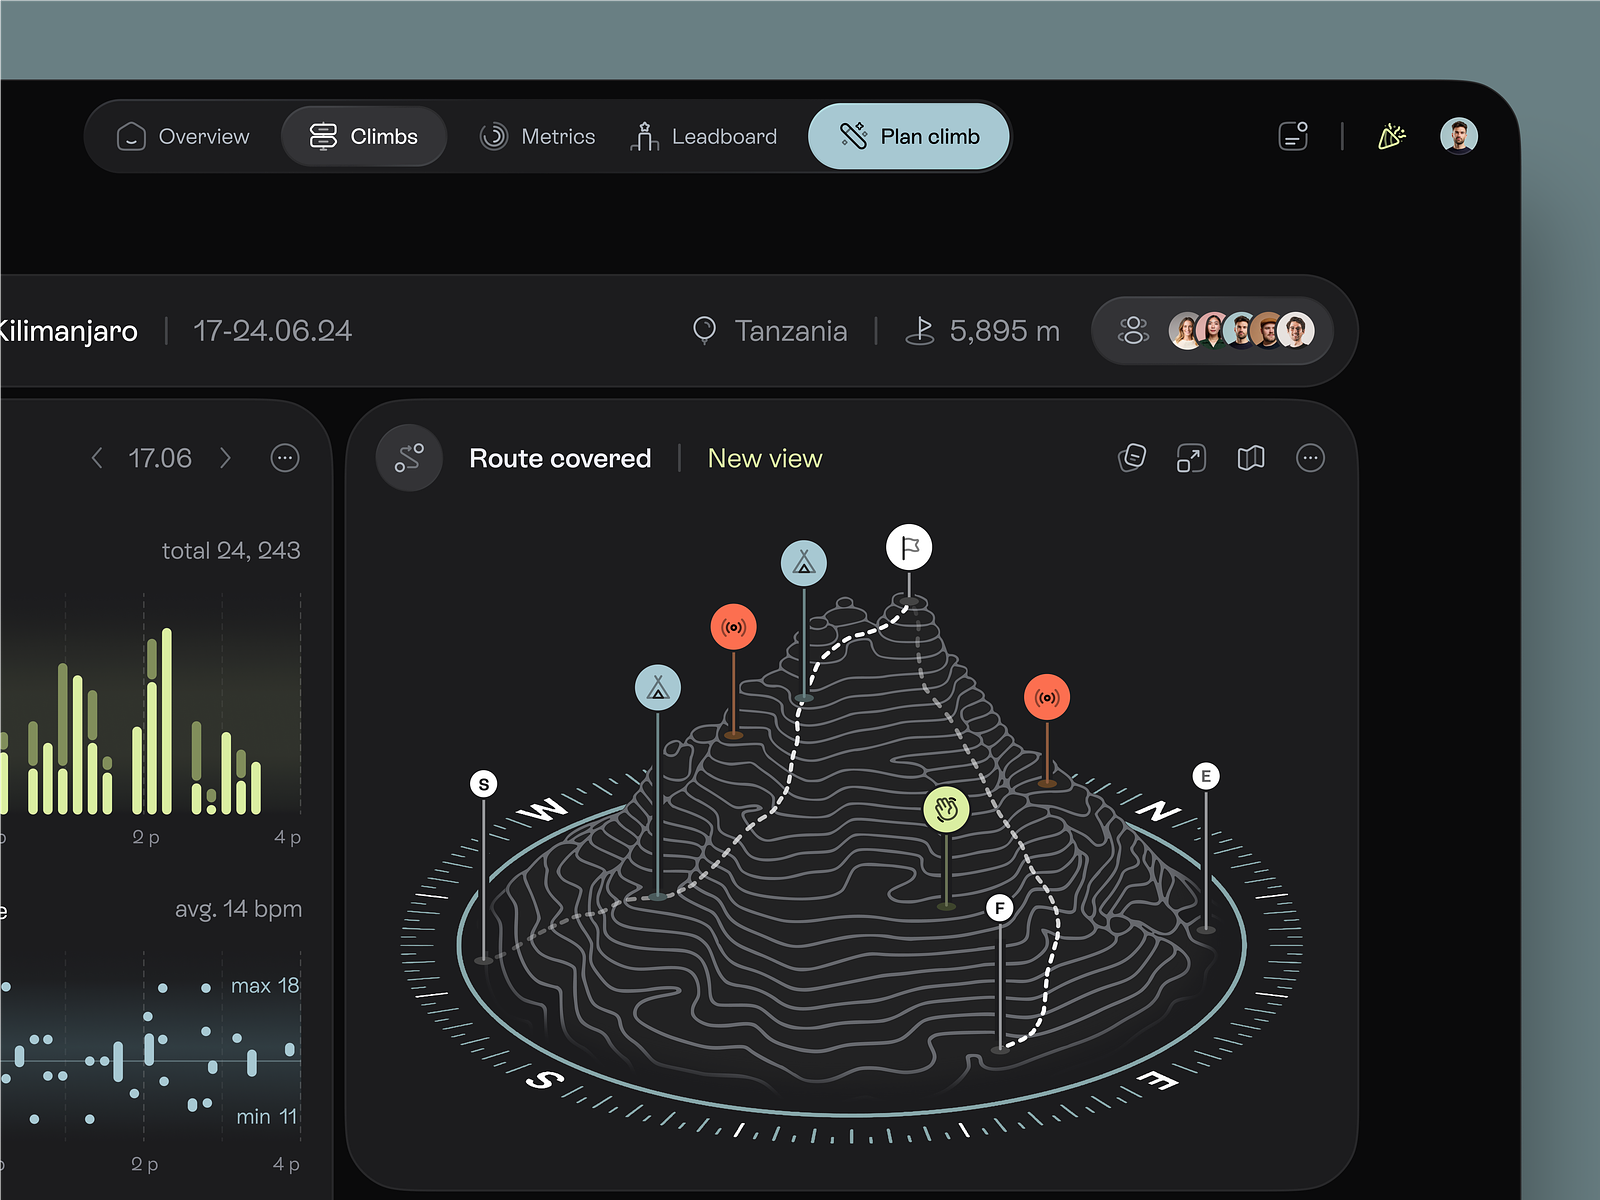 Overview
Climbs
Metrics
Leadboard
Plan climb
Kilimanjaro | 17-24.06.24
Tanzania | 5,895 m
17.06
Route covered | New view
total 24, 243
S
E
W
N
2 p
4 p
F
avg. 14 bpm
max 18
S
E
min 11
2 p
4 p